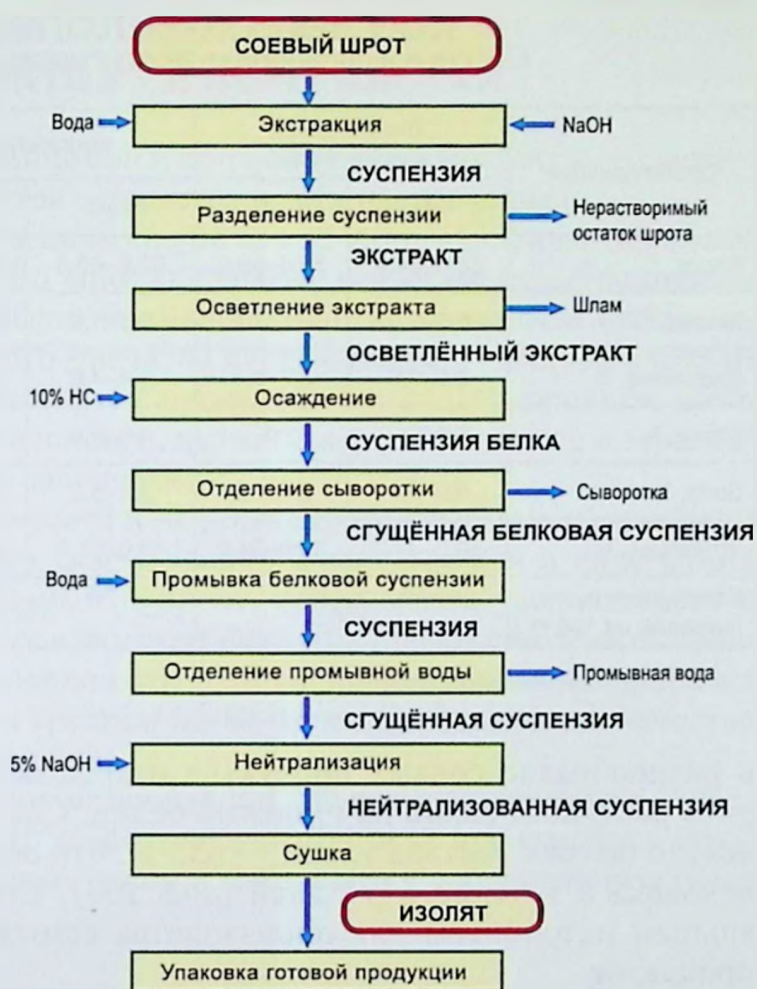 СОЕВЫЙ ШРОТ
Вода
Экстракция
NaOH
СУСПЕНЗИЯ
Разделение суспензии
Нерастворимый
остаток шрота
ЭКСТРАКТ
Осветление экстракта
Шлам
ОСВЕТЛЁННЫЙ ЭКСТРАКТ
10% HC
Осаждение
СУСПЕНЗИЯ БЕЛКА
Отделение сыворотки
Сыворотка
СГУЩЁННАЯ БЕЛКОВАЯ СУСПЕНЗИЯ
Вода
Промывка белковой суспензии
СУСПЕНЗИЯ
Отделение промывной воды
Промывная вода
СГУЩЁННАЯ СУСПЕНЗИЯ
5% NaOH
Нейтрализация
НЕЙТРАЛИЗОВАННАЯ СУСПЕНЗИЯ
Сушка
ИЗОЛЯТ
Упаковка готовой продукции